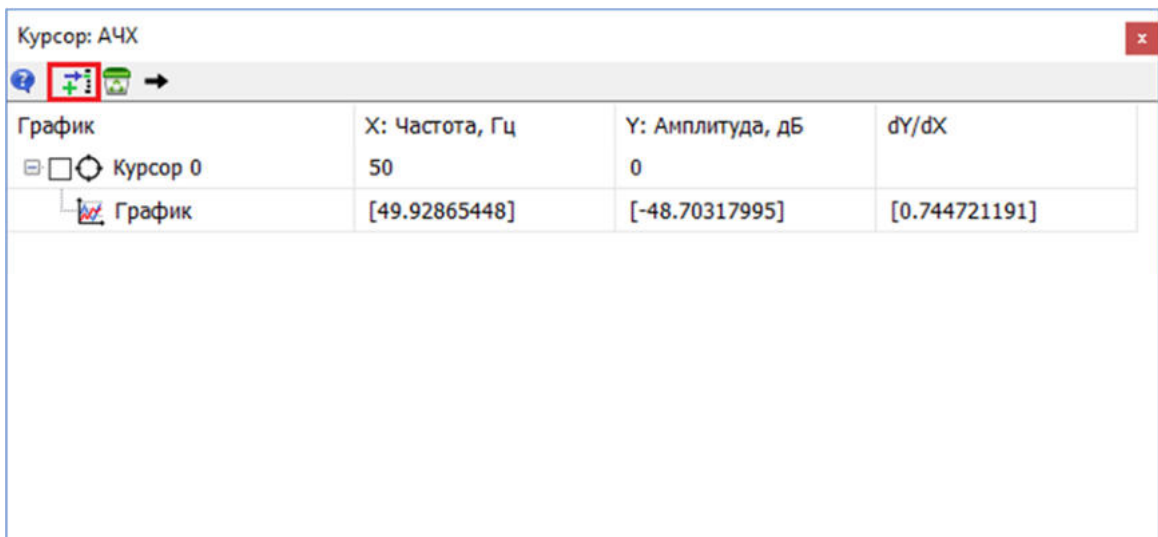 Курсор: АЧХ
График X: Частота, Гц Y: Амплитуда, дБ dY/dX
Курсор 0 50 0
График [49.92865448] [-48.70317995] [0.744721191]